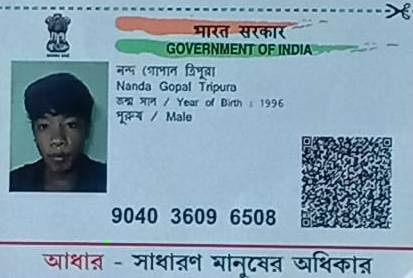 भारत सरकार
GOVERNMENT OF INDIA
নন্দ গোপাল ত্রিপুরা
Nanda Gopal Tripura
জন্ম সাল / Year of Birth : 1996
পুরুষ / Male
9040 3609 6508
আধার - সাধারণ মানুষের অধিকার